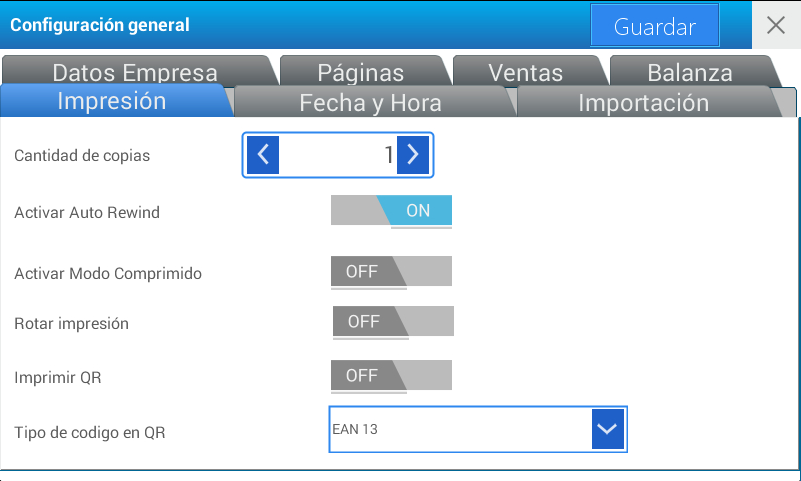 Configuración general
Guardar
Datos Empresa
Páginas
Ventas
Balanza
Impresión
Fecha y Hora
Importación
Cantidad de copias
1
Activar Auto Rewind
ON
Activar Modo Comprimido
OFF
Rotar impresión
OFF
Imprimir QR
OFF
Tipo de codigo en QR
EAN 13